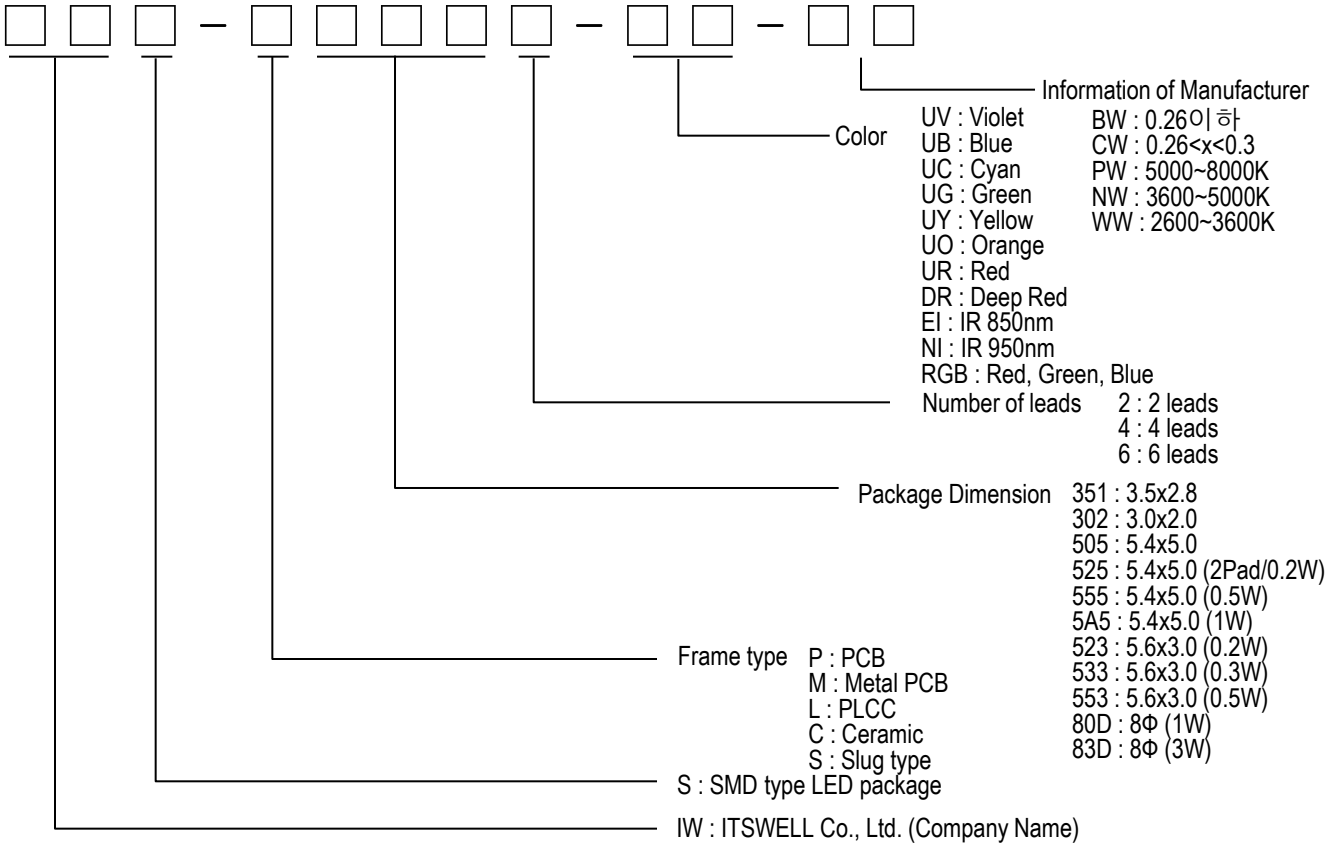 Information of Manufacturer
Color
UV : Violet
UB : Blue
UC : Cyan
UG : Green
UY : Yellow
UO : Orange
UR : Red
DR : Deep Red
EI : IR 850nm
NI : IR 950nm
RGB : Red, Green, Blue
BW : 0.26이하
CW : 0.26<x<0.3
PW : 5000~8000K
NW : 3600~5000K
WW : 2600~3600K
Number of leads
2 : 2 leads
4 : 4 leads
6 : 6 leads
Package Dimension
351 : 3.5x2.8
302 : 3.0x2.0
505 : 5.4x5.0
525 : 5.4x5.0 (2Pad/0.2W)
555 : 5.4x5.0 (0.5W)
5A5 : 5.4x5.0 (1W)
523 : 5.6x3.0 (0.2W)
533 : 5.6x3.0 (0.3W)
553 : 5.6x3.0 (0.5W)
80D : 8Φ (1W)
83D : 8Φ (3W)
Frame type
P : PCB
M : Metal PCB
L : PLCC
C : Ceramic
S : Slug type
S : SMD type LED package
IW : ITSWELL Co., Ltd. (Company Name)